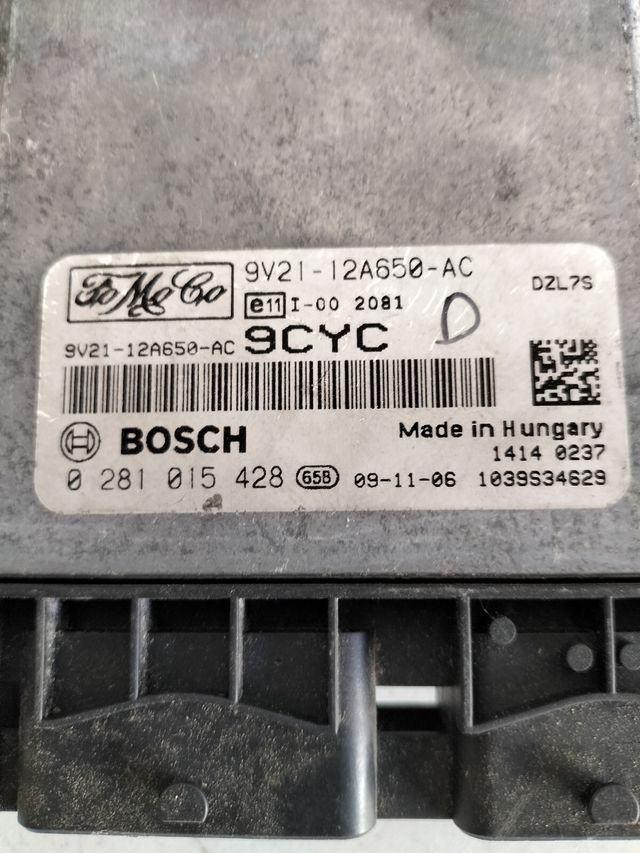 FoMoCo
9V21-12A650-AC
DZL7S
e11 I-00 2081
D
9V21-12A650-AC
9CYC
BOSCH
Made in Hungary
1414 0237
0 281 015 428 65B 09-11-06 1039S34629